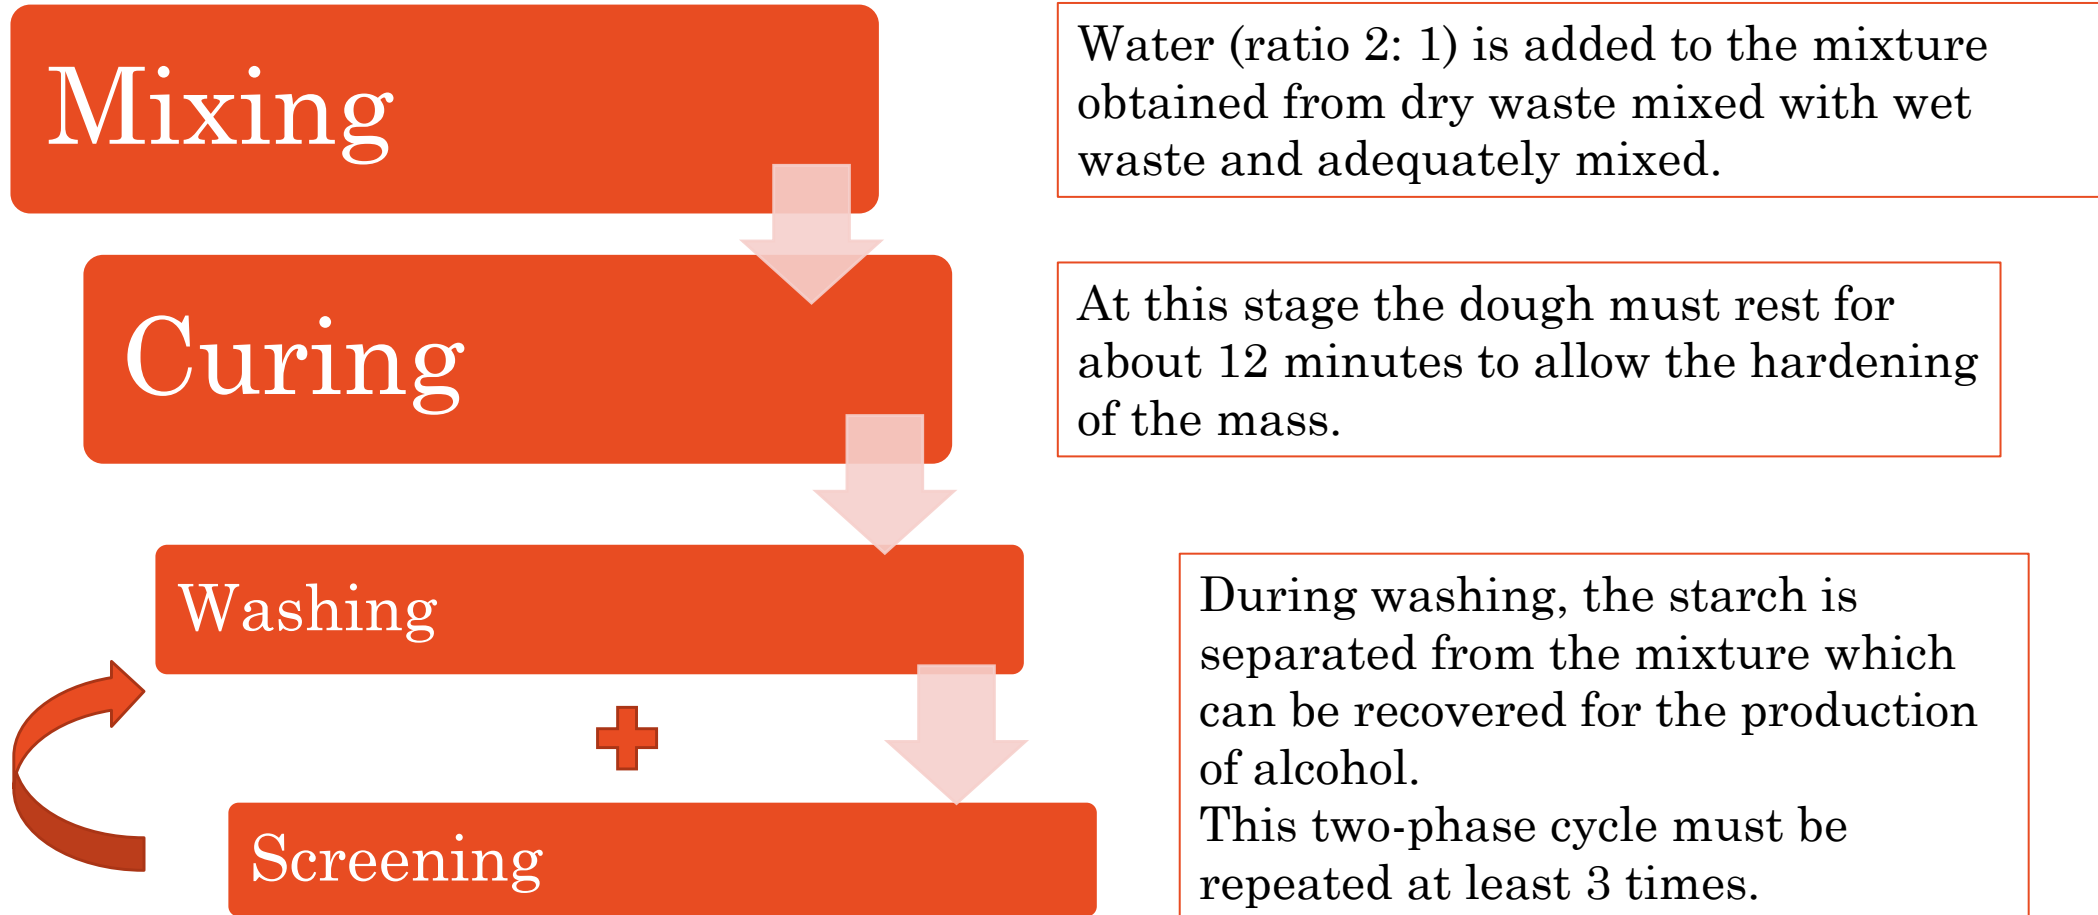 Mixing
Water (ratio 2: 1) is added to the mixture
obtained from dry waste mixed with wet
waste and adequately mixed.
Curing
At this stage the dough must rest for
about 12 minutes to allow the hardening
of the mass.
Washing
Screening
During washing, the starch is
separated from the mixture which
can be recovered for the production
of alcohol.
This two-phase cycle must be
repeated at least 3 times.